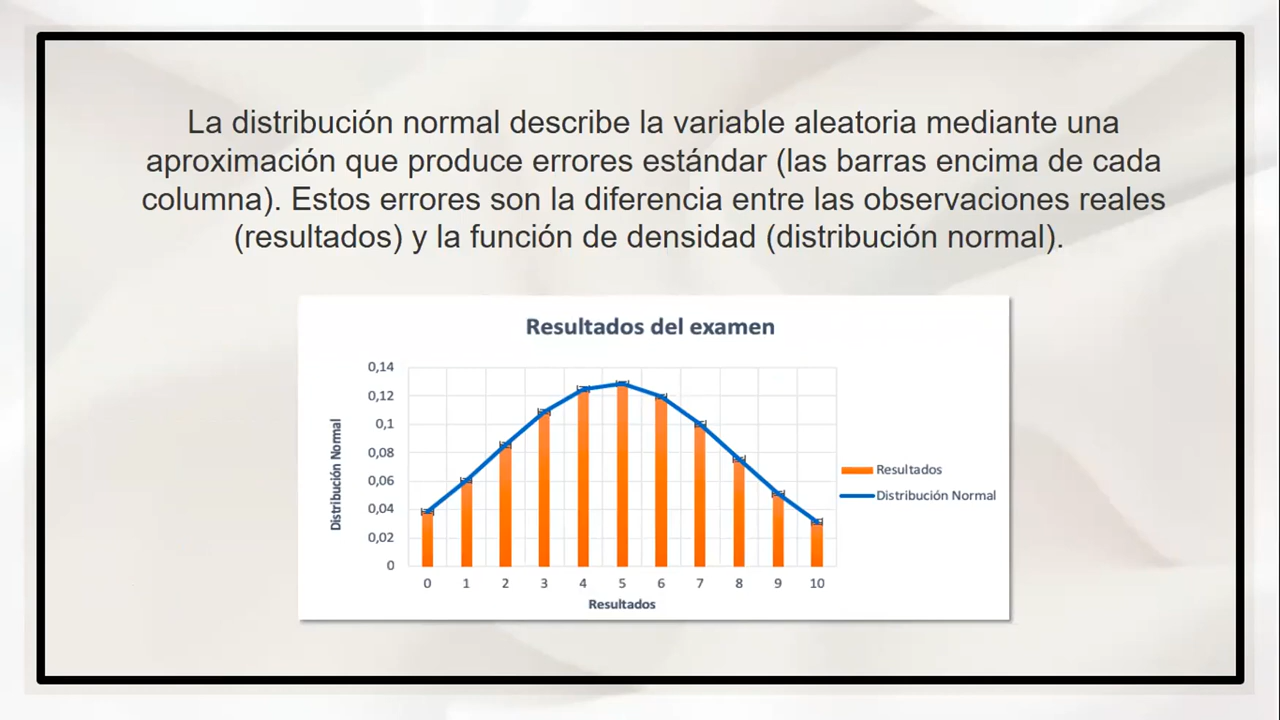 La distribución normal describe la variable aleatoria mediante una
aproximación que produce errores estándar (las barras encima de cada
columna). Estos errores son la diferencia entre las observaciones reales
(resultados) y la función de densidad (distribución normal).
Resultados del examen
Distribución Normal
0,14
0,12
0,1
0,08
0,06
0,04
0,02
0
0 1 2 3 4 5 6 7 8 9 10
Resultados
Resultados
Distribución Normal